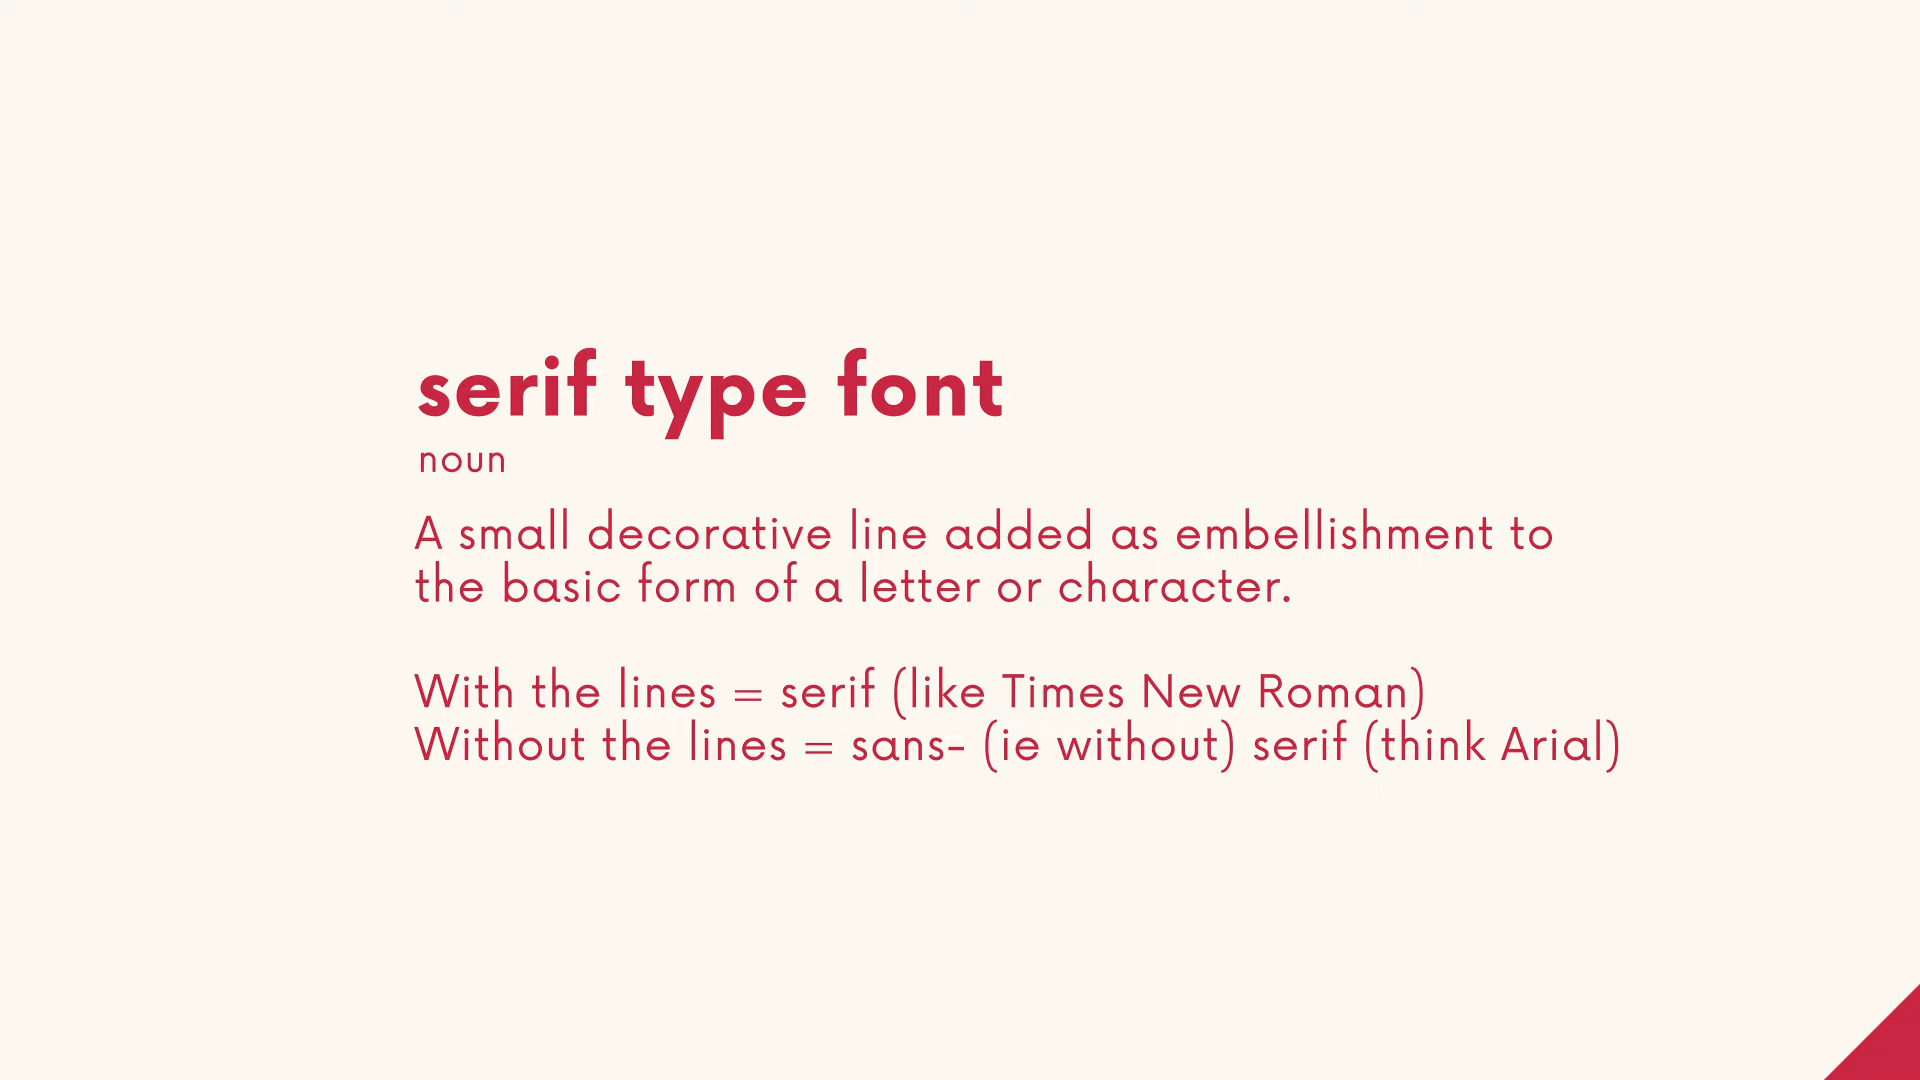 serif type font
noun
A small decorative line added as embellishment to
the basic form of a letter or character.
With the lines = serif (like Times New Roman)
Without the lines = sans- (ie without) serif (think Arial)